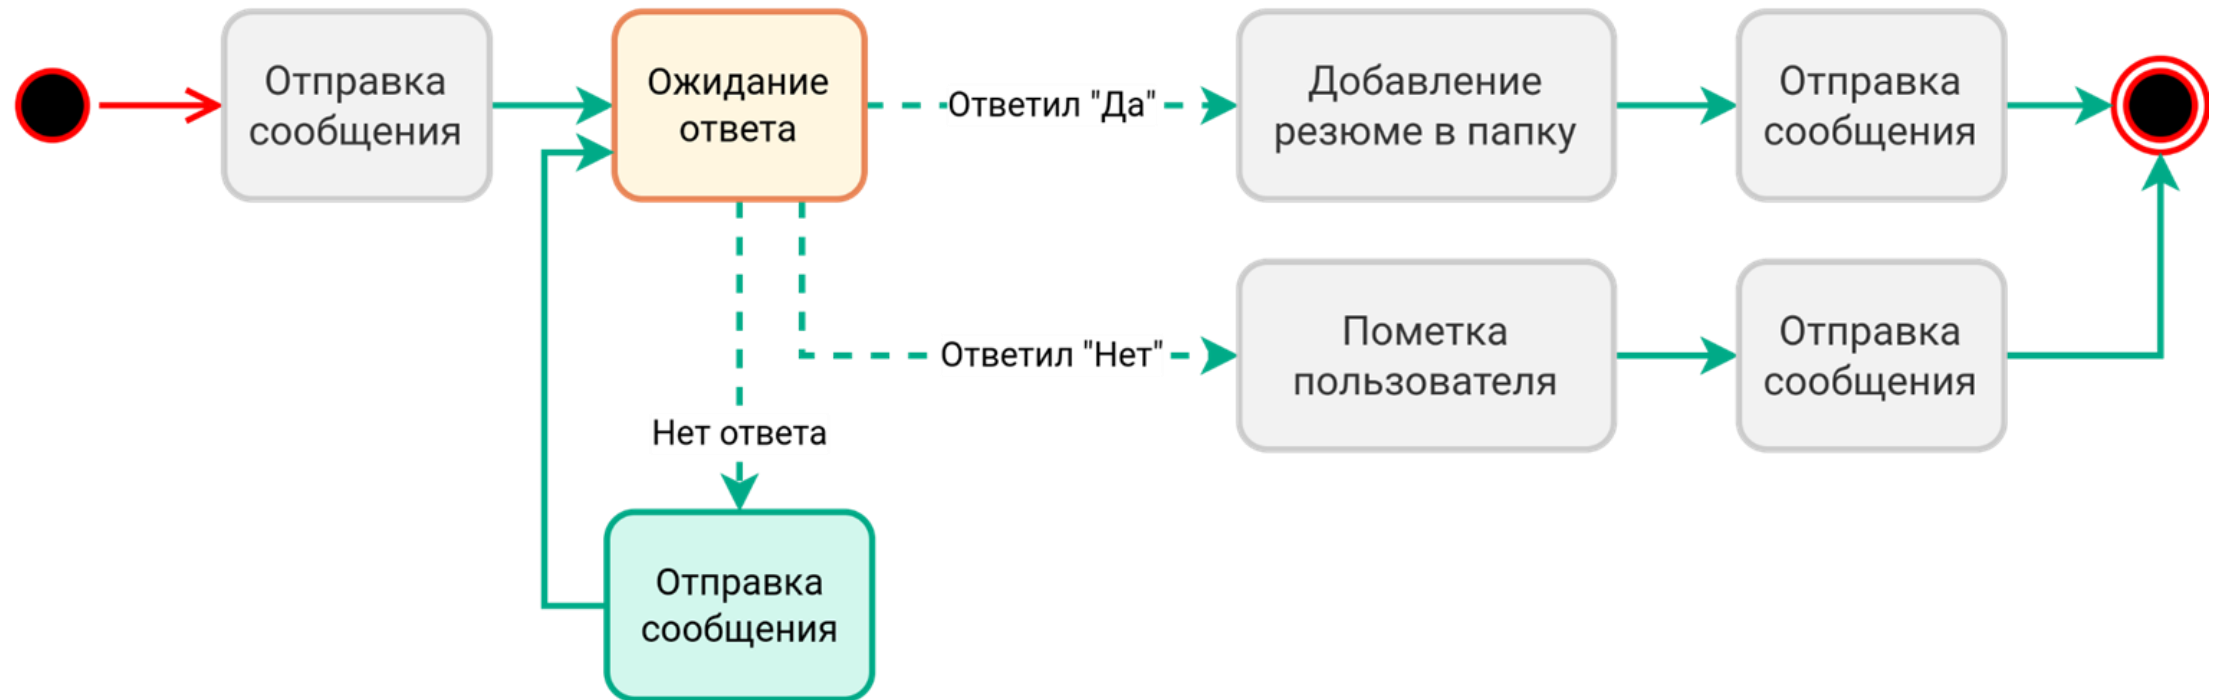 Отправка
сообщения
Ожидание
ответа
Ответил "Да"
Добавление
резюме в папку
Отправка
сообщения
Ответил "Нет"
Пометка
пользователя
Отправка
сообщения
Нет ответа
Отправка
сообщения